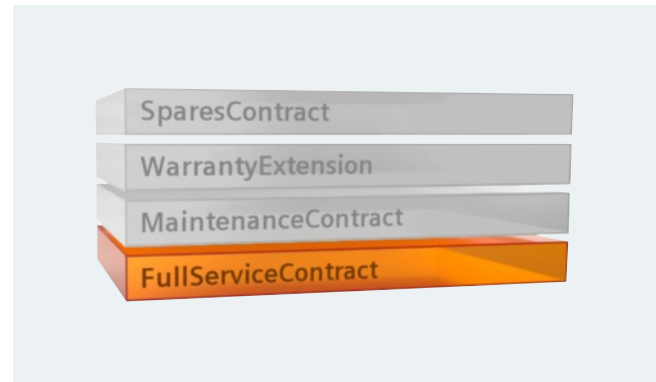 SparesContract
WarrantyExtension
MaintenanceContract
FullServiceContract